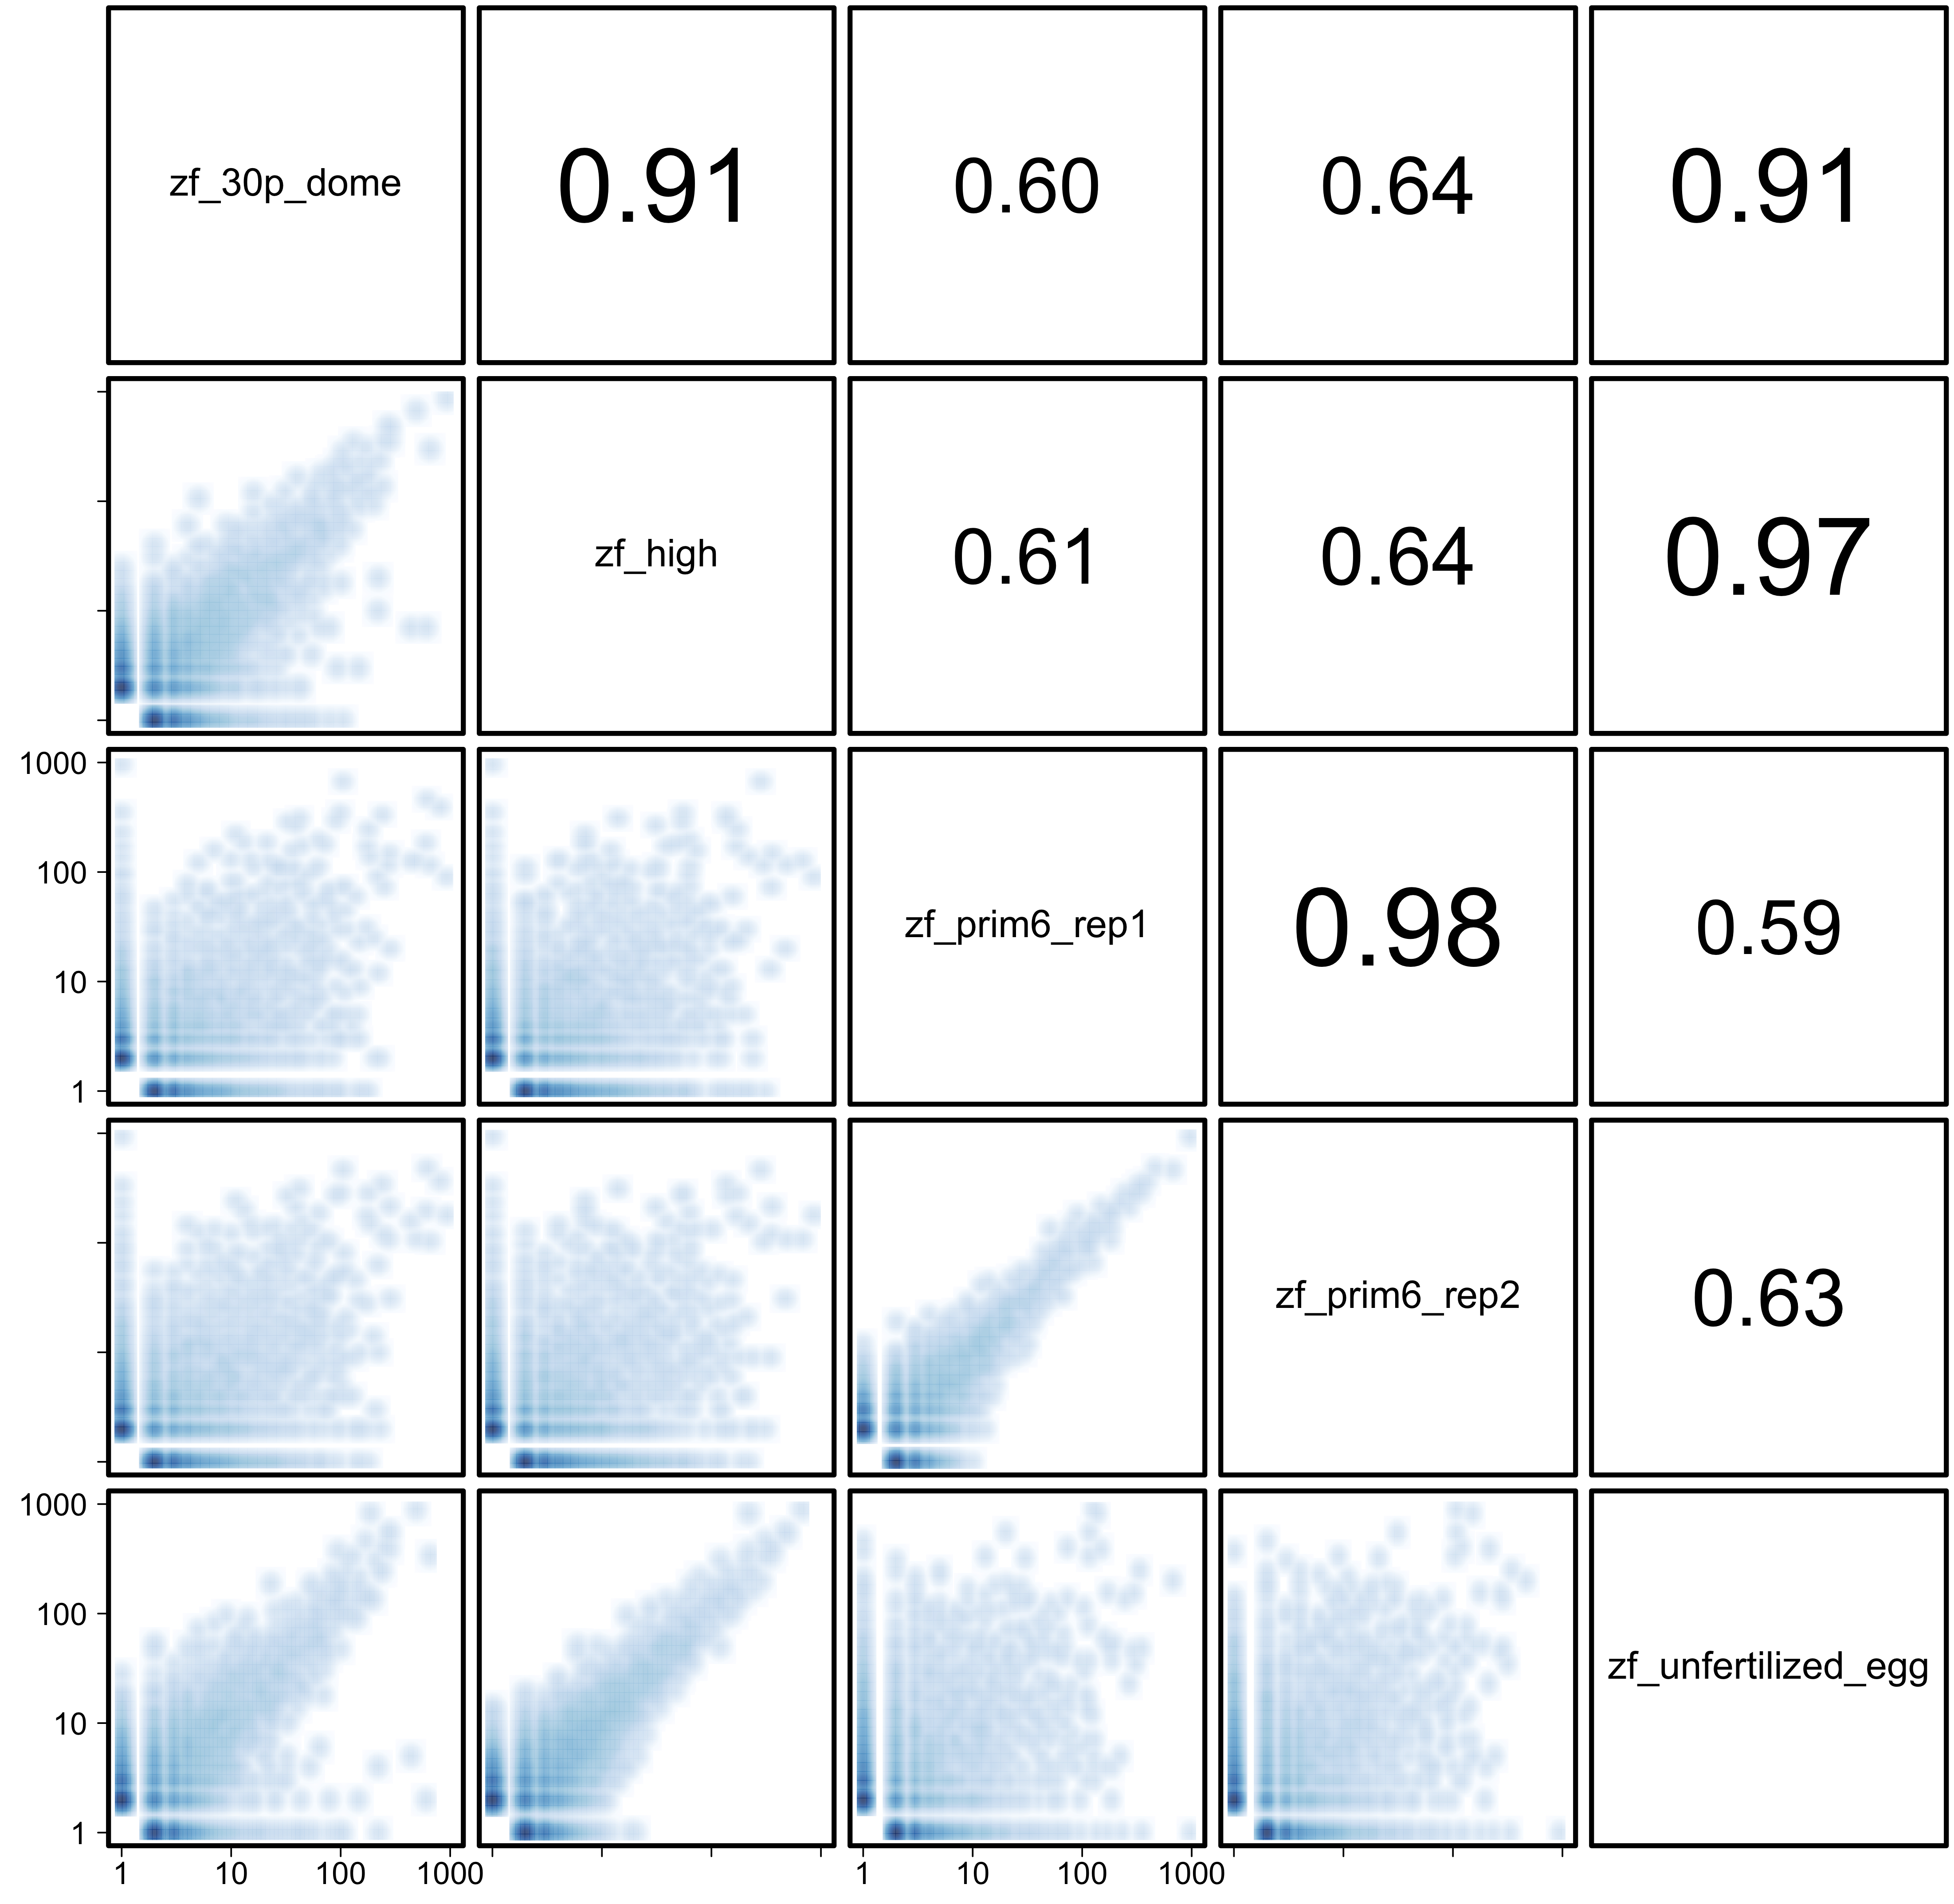 zf_30p_dome 0.91 0.60 0.64 0.91
zf_high 0.61 0.64 0.97
1000
100
10
1
zf_prim6_rep1 0.98 0.59
zf_prim6_rep2 0.63
1000
100
10
1
zf_unfertilized_egg
1 10 100 1000 1 10 100 1000